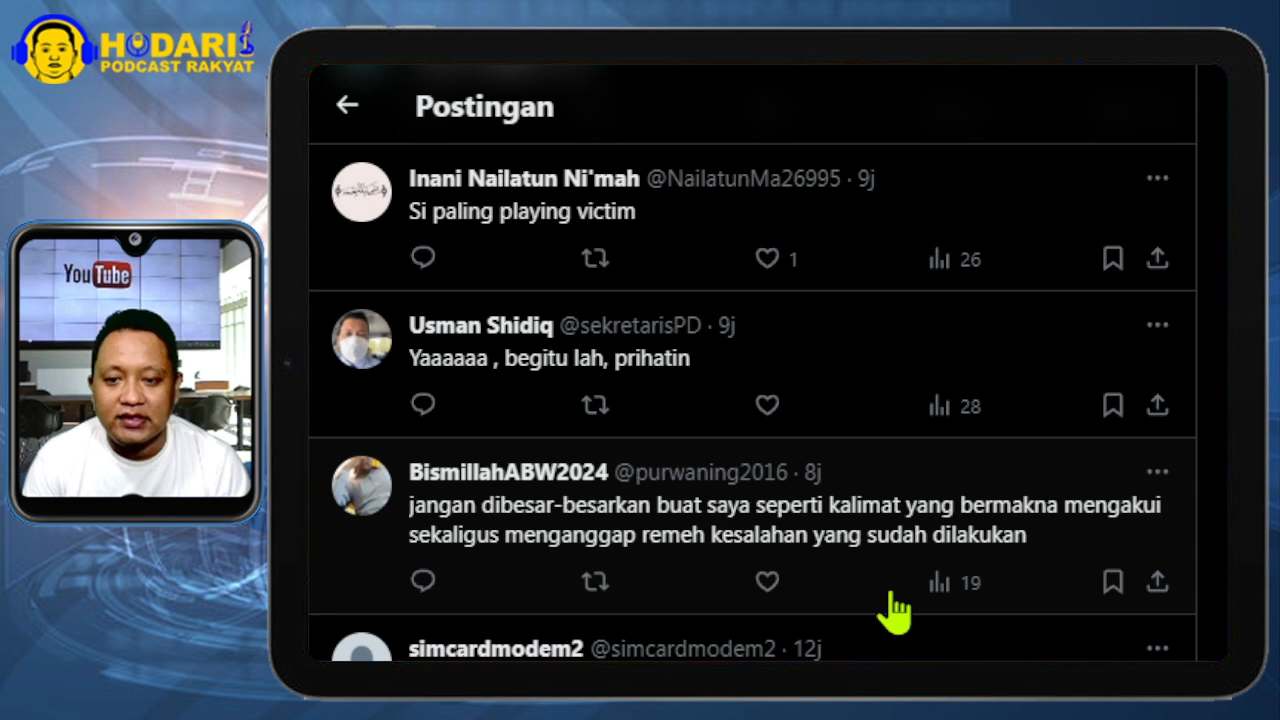 HODARI
PODCAST RAKYAT
YouTube
Postingan
Inani Nailatun Ni'mah @NailatunMa26995 · 9j
Si paling playing victim
1 26
Usman Shidiq @sekretarisPD · 9j
Yaaaaaa , begitu lah, prihatin
28
BismillahABW2024 @purwaning2016 · 8j
jangan dibesar-besarkan buat saya seperti kalimat yang bermakna mengakui
sekaligus menganggap remeh kesalahan yang sudah dilakukan
19
simcardmodem2 @simcardmodem2 · 12j